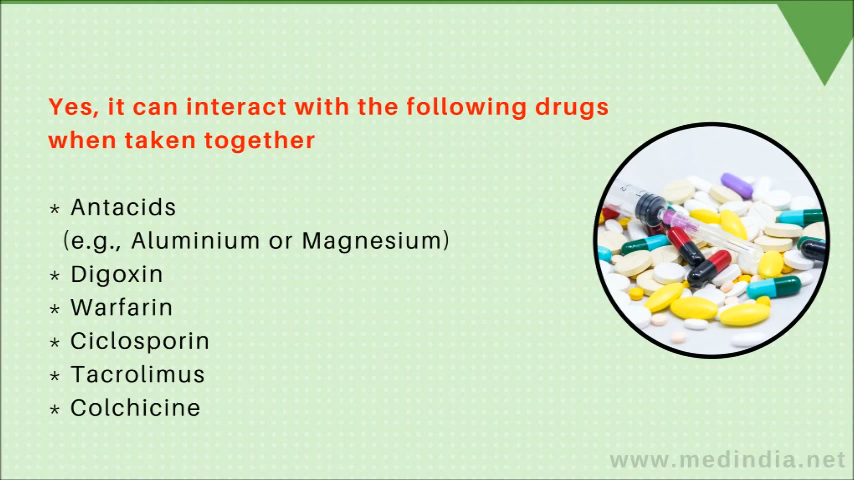 Yes, it can interact with the following drugs
when taken together
* Antacids
(e.g., Aluminium or Magnesium)
* Digoxin
* Warfarin
* Ciclosporin
* Tacrolimus
* Colchicine
www.medindia.net